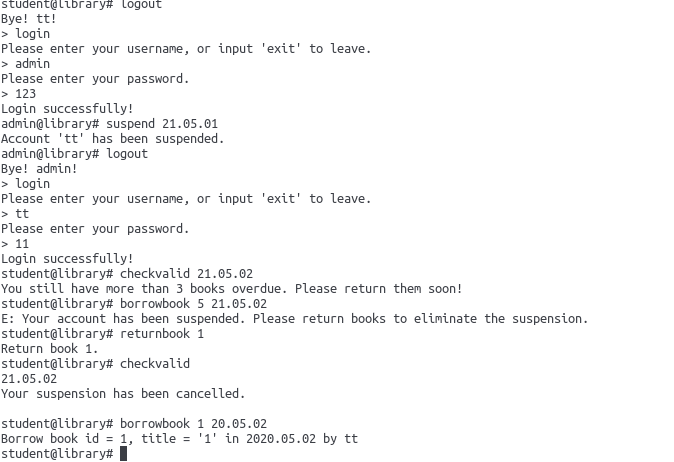 student@library# logout
Bye! tt!
> login
Please enter your username, or input 'exit' to leave.
> admin
Please enter your password.
> 123
Login successfully!
admin@library# suspend 21.05.01
Account 'tt' has been suspended.
admin@library# logout
Bye! admin!
> login
Please enter your username, or input 'exit' to leave.
> tt
Please enter your password.
> 11
Login successfully!
student@library# checkvalid 21.05.02
You still have more than 3 books overdue. Please return them soon!
student@library# borrowbook 5 21.05.02
E: Your account has been suspended. Please return books to eliminate the suspension.
student@library# returnbook 1
Return book 1.
student@library# checkvalid
21.05.02
Your suspension has been cancelled.
student@library# borrowbook 1 20.05.02
Borrow book id = 1, title = '1' in 2020.05.02 by tt
student@library#